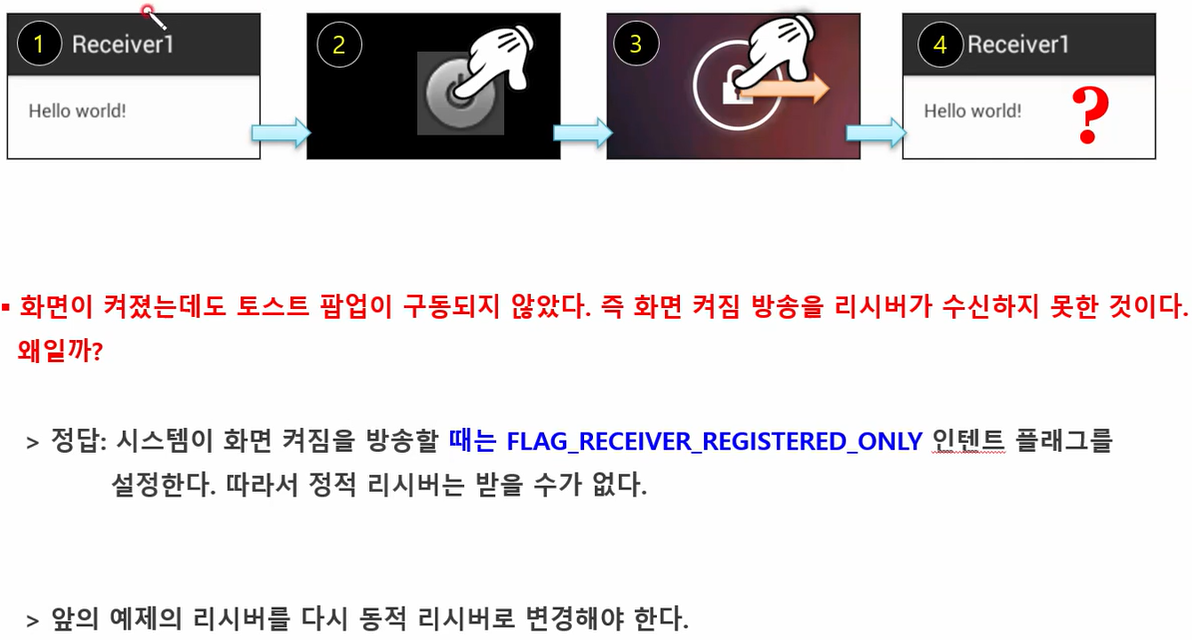 1 Receiver1
2
3
4 Receiver1
Hello world!
Hello world!
?
▪ 화면이 켜졌는데도 토스트 팝업이 구동되지 않았다. 즉 화면 켜짐 방송을 리시버가 수신하지 못한 것이다.
왜일까?
> 정답: 시스템이 화면 켜짐을 방송할 때는 FLAG_RECEIVER_REGISTERED_ONLY 인텐트 플래그를
설정한다. 따라서 정적 리시버는 받을 수가 없다.
> 앞의 예제의 리시버를 다시 동적 리시버로 변경해야 한다.